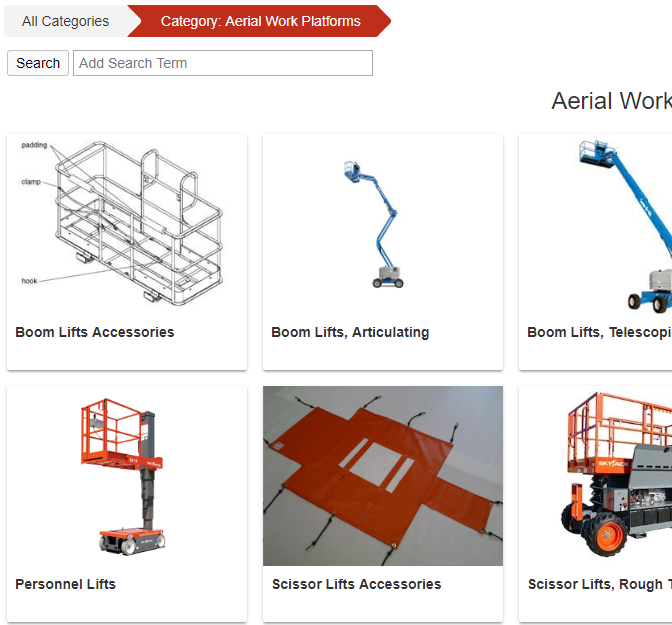 All Categories
Category: Aerial Work Platforms
Search
Add Search Term
Aerial Work
padding
clamp
hook
Boom Lifts Accessories
Boom Lifts, Articulating
Boom Lifts, Telescopi
Personnel Lifts
Scissor Lifts Accessories
SKYJACK
Scissor Lifts, Rough T